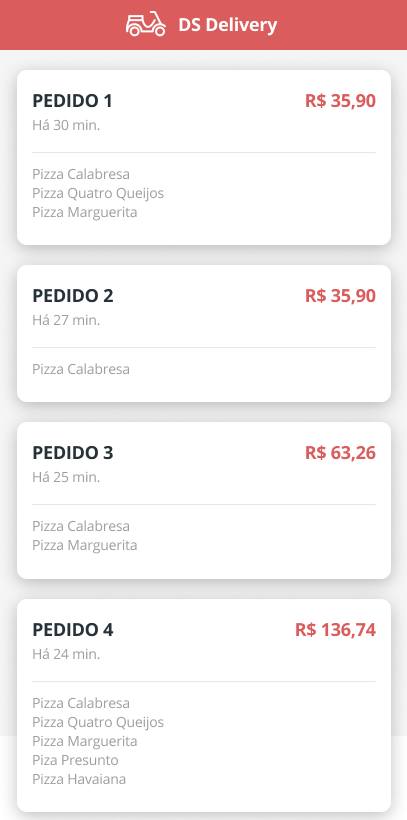 DS Delivery
PEDIDO 1 R$ 35,90
Há 30 min.
Pizza Calabresa
Pizza Quatro Queijos
Pizza Marguerita
PEDIDO 2 R$ 35,90
Há 27 min.
Pizza Calabresa
PEDIDO 3 R$ 63,26
Há 25 min.
Pizza Calabresa
Pizza Marguerita
PEDIDO 4 R$ 136,74
Há 24 min.
Pizza Calabresa
Pizza Quatro Queijos
Pizza Marguerita
Piza Presunto
Pizza Havaiana